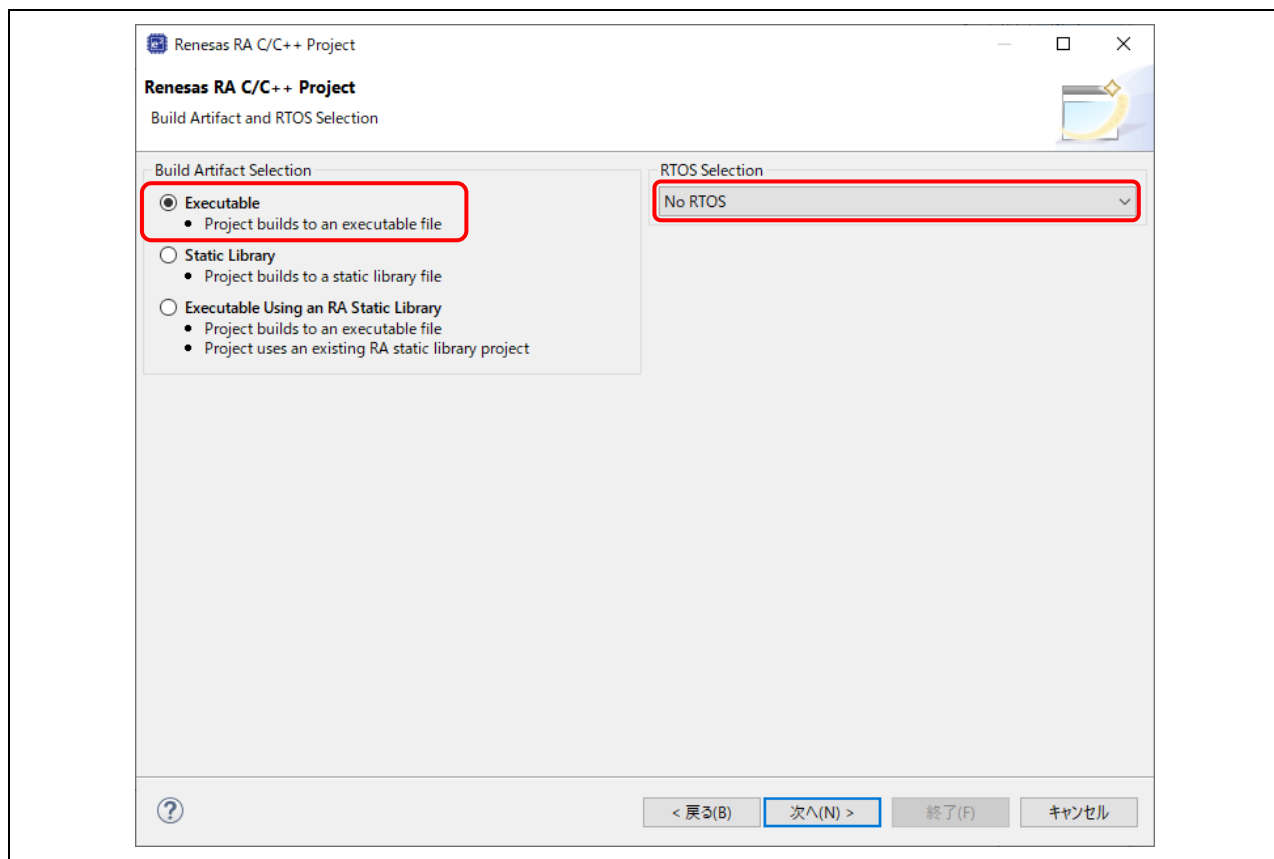 Renesas RA C/C++ Project
Renesas RA C/C++ Project
Build Artifact and RTOS Selection
Build Artifact Selection
Executable
• Project builds to an executable file
Static Library
• Project builds to a static library file
Executable Using an RA Static Library
• Project builds to an executable file
• Project uses an existing RA static library project
RTOS Selection
No RTOS
?
< 戻る(B)
次へ(N) >
終了(F)
キャンセル